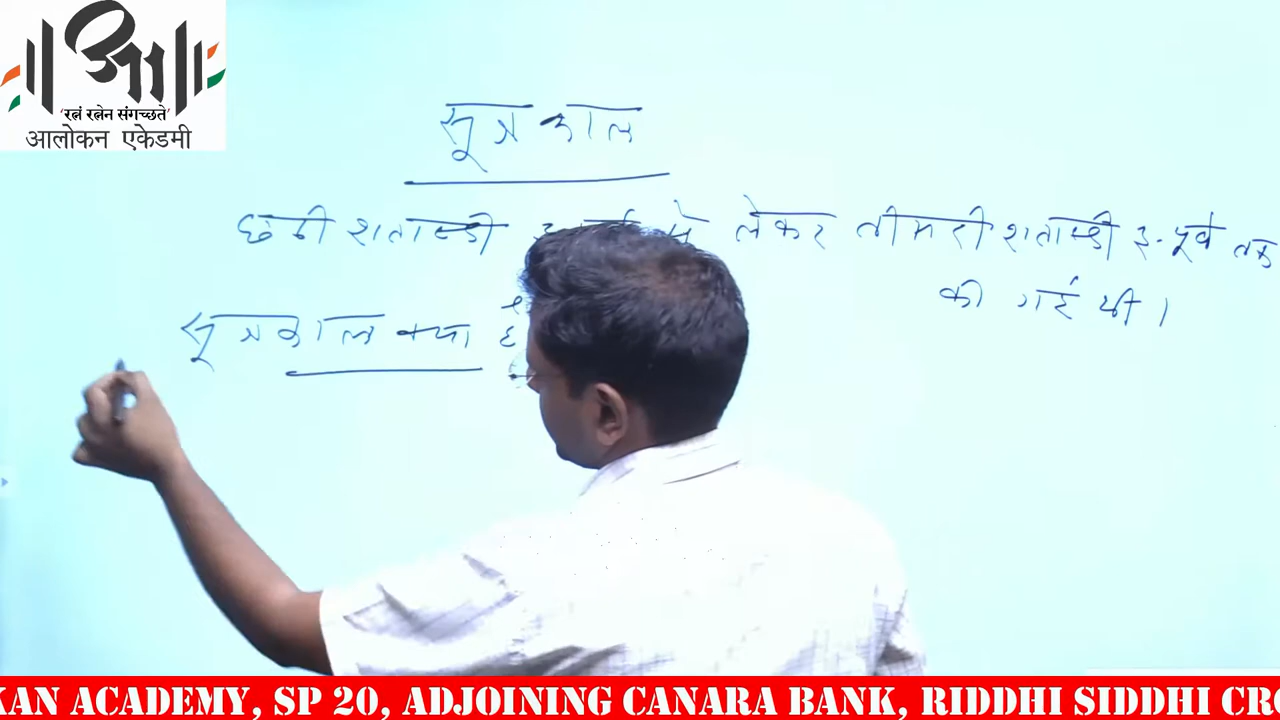 'रत्नं रत्नेन संगच्छते'
आलोकन एकेडमी
सूत्र काल
छठी शताब्दी से लेकर तीसरी शताब्दी ई. पूर्व तक
की गई थी।
सूत्रकाल क्या
KAN ACADEMY, SP 20, ADJOINING CANARA BANK, RIDDHI SIDDHI CRO